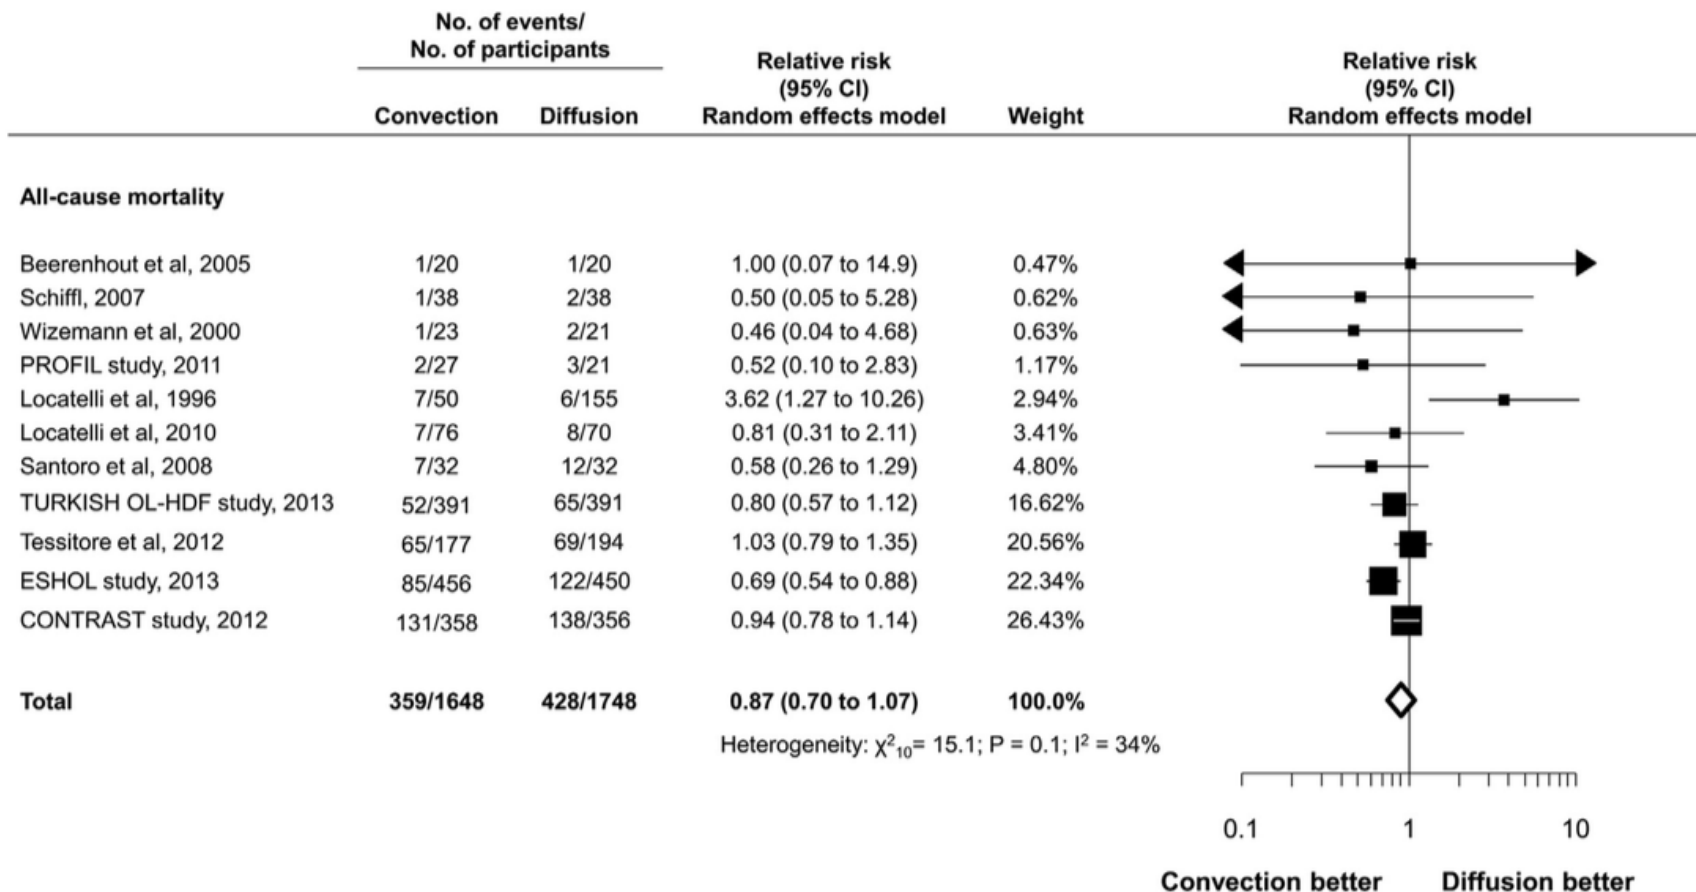 No. of events/
No. of participants
Relative risk
(95% CI)
Random effects model
Relative risk
(95% CI)
Random effects model
Convection Diffusion Weight
All-cause mortality
Beerenhout et al, 2005 1/20 1/20 1.00 (0.07 to 14.9) 0.47%
Schiffl, 2007 1/38 2/38 0.50 (0.05 to 5.28) 0.62%
Wizemann et al, 2000 1/23 2/21 0.46 (0.04 to 4.68) 0.63%
PROFIL study, 2011 2/27 3/21 0.52 (0.10 to 2.83) 1.17%
Locatelli et al, 1996 7/50 6/155 3.62 (1.27 to 10.26) 2.94%
Locatelli et al, 2010 7/76 8/70 0.81 (0.31 to 2.11) 3.41%
Santoro et al, 2008 7/32 12/32 0.58 (0.26 to 1.29) 4.80%
TURKISH OL-HDF study, 2013 52/391 65/391 0.80 (0.57 to 1.12) 16.62%
Tessitore et al, 2012 65/177 69/194 1.03 (0.79 to 1.35) 20.56%
ESHOL study, 2013 85/456 122/450 0.69 (0.54 to 0.88) 22.34%
CONTRAST study, 2012 131/358 138/356 0.94 (0.78 to 1.14) 26.43%
Total 359/1648 428/1748 0.87 (0.70 to 1.07) 100.0%
Heterogeneity: χ²₁₀= 15.1; P = 0.1; I² = 34%
0.1 1 10
Convection better Diffusion better